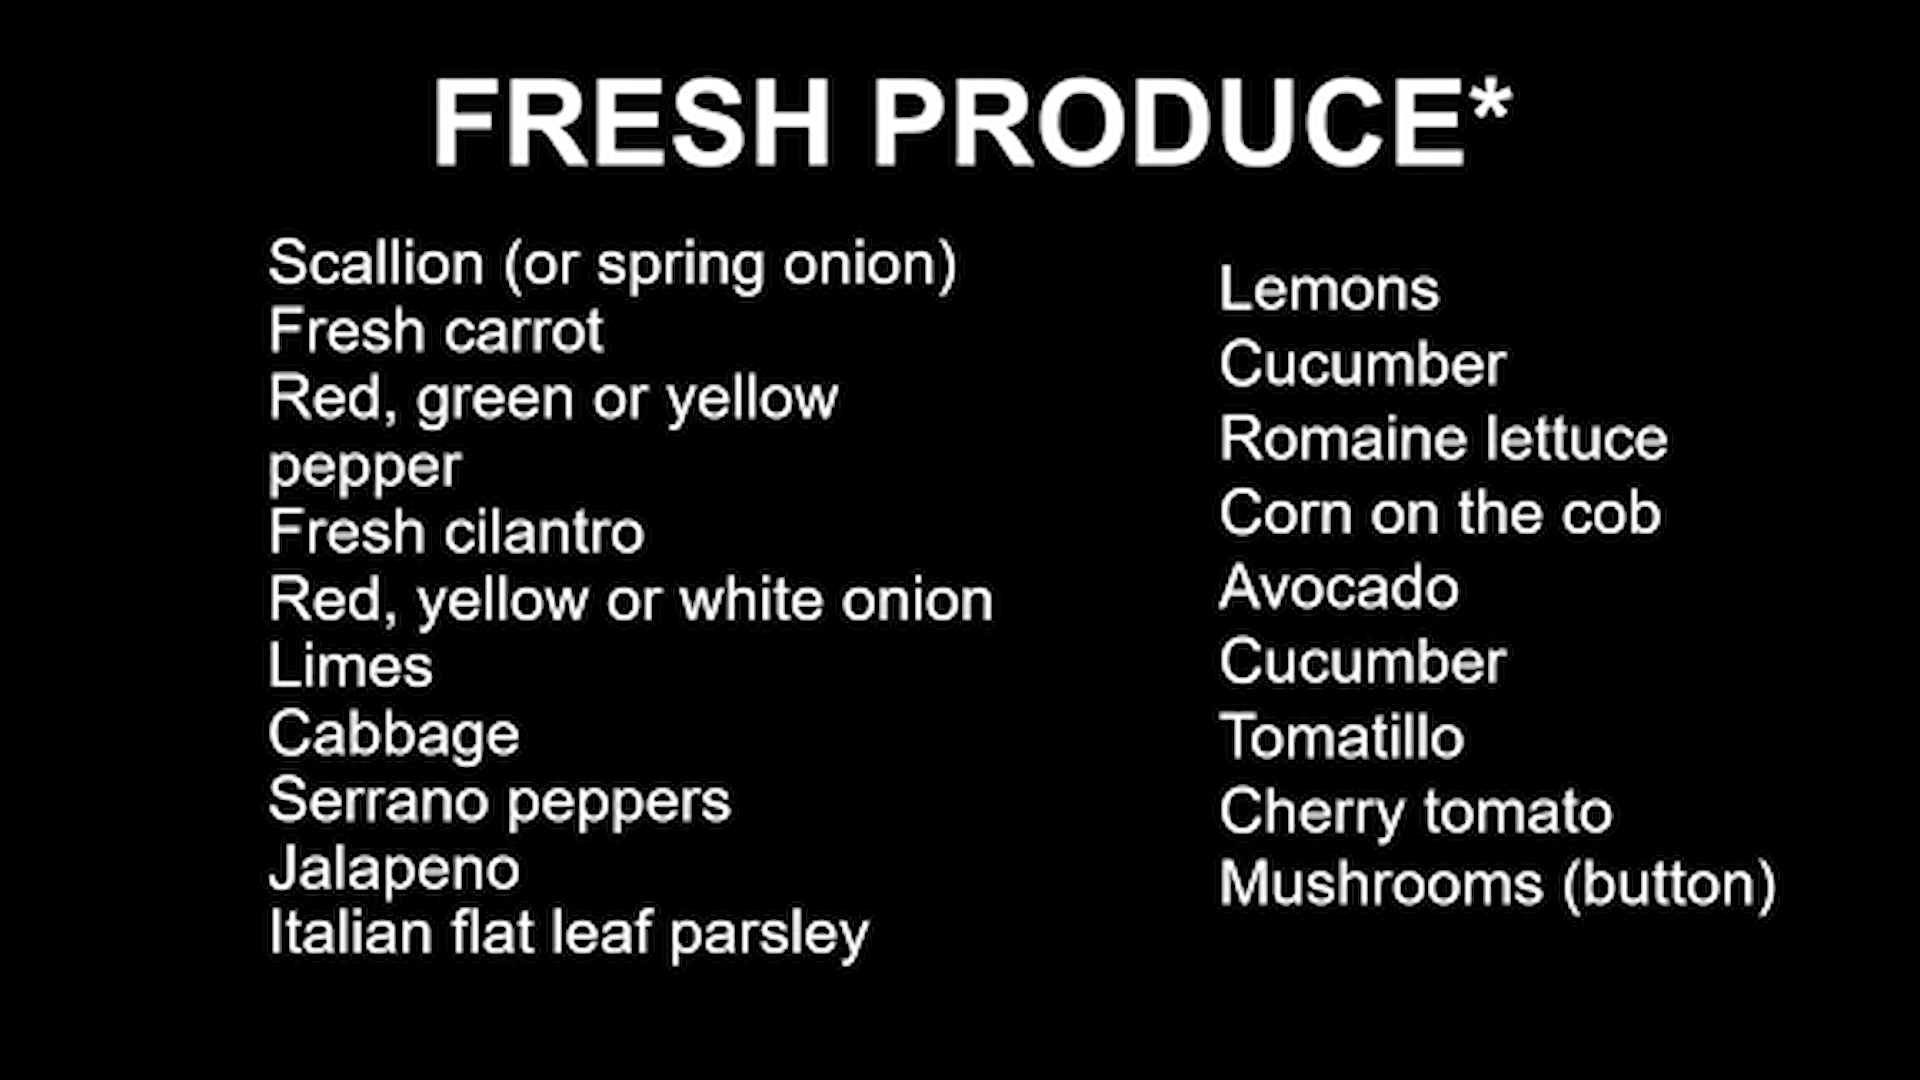 FRESH PRODUCE*
Scallion (or spring onion)
Fresh carrot
Red, green or yellow
pepper
Fresh cilantro
Red, yellow or white onion
Limes
Cabbage
Serrano peppers
Jalapeno
Italian flat leaf parsley
Lemons
Cucumber
Romaine lettuce
Corn on the cob
Avocado
Cucumber
Tomatillo
Cherry tomato
Mushrooms (button)